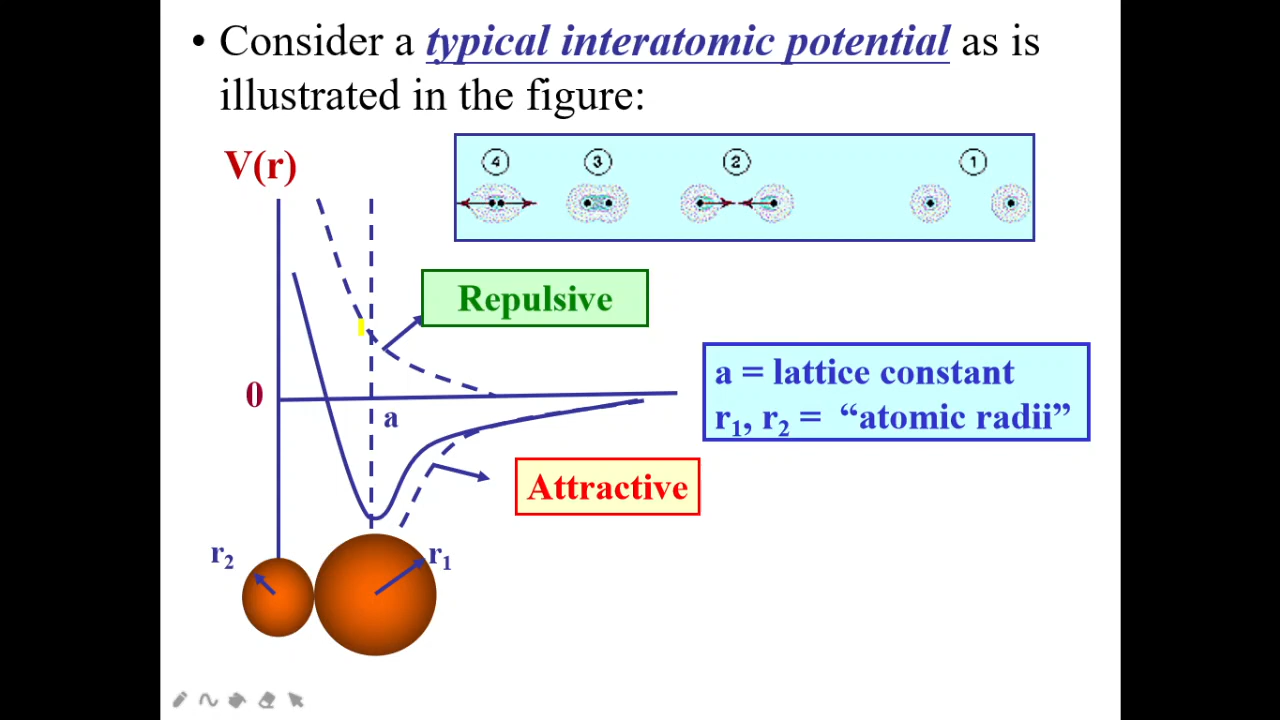 • Consider a typical interatomic potential as is
illustrated in the figure:
V(r)
④ ③ ② ①
Repulsive
a = lattice constant
r₁, r₂ = “atomic radii”
0
a
Attractive
r₂
r₁